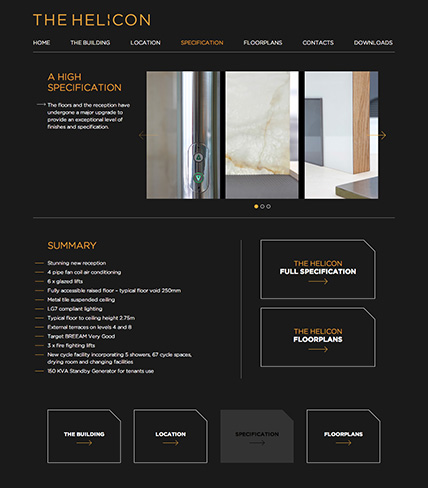 THE HELICON
HOME THE BUILDING LOCATION SPECIFICATION FLOORPLANS CONTACTS DOWNLOADS
A HIGH
SPECIFICATION
The floors and the reception have
undergone a major upgrade to
provide an exceptional level of
finishes and specification.
SUMMARY
Stunning new reception
4 pipe fan coil air conditioning
6 x glazed lifts
Fully accessible raised floor – typical floor void 250mm
Metal tile suspended ceiling
LG7 compliant lighting
Typical floor to ceiling height 2.75m
External terraces on levels 4 and 8
Target BREEAM Very Good
3 x fire fighting lifts
New cycle facility incorporating 5 showers, 67 cycle spaces,
drying room and changing facilities
150 KVA Standby Generator for tenants use
THE HELICON
FULL SPECIFICATION
THE HELICON
FLOORPLANS
THE BUILDING LOCATION SPECIFICATION FLOORPLANS